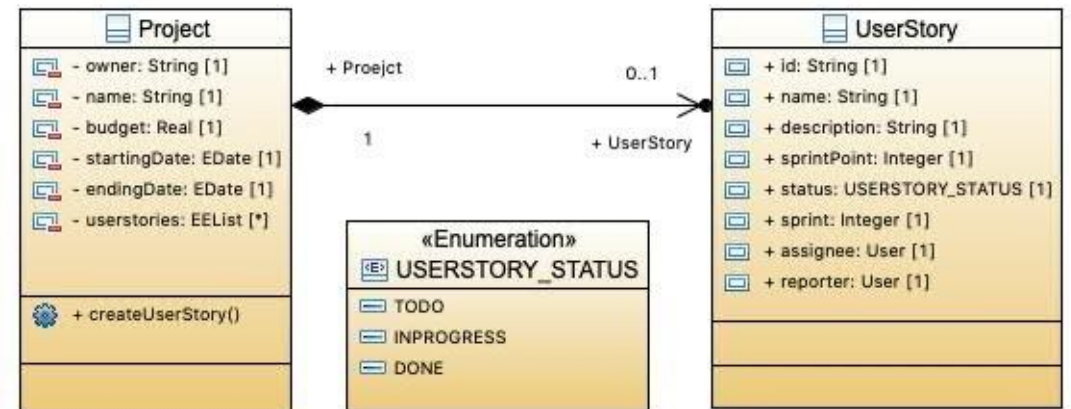 Project
- owner: String [1]
- name: String [1]
- budget: Real [1]
- startingDate: EDate [1]
- endingDate: EDate [1]
- userstories: EEList [*]
+ createUserStory()
+ Proejct
0..1
1
+ UserStory
«Enumeration»
<E> USERSTORY_STATUS
TODO
INPROGRESS
DONE
UserStory
+ id: String [1]
+ name: String [1]
+ description: String [1]
+ sprintPoint: Integer [1]
+ status: USERSTORY_STATUS [1]
+ sprint: Integer [1]
+ assignee: User [1]
+ reporter: User [1]